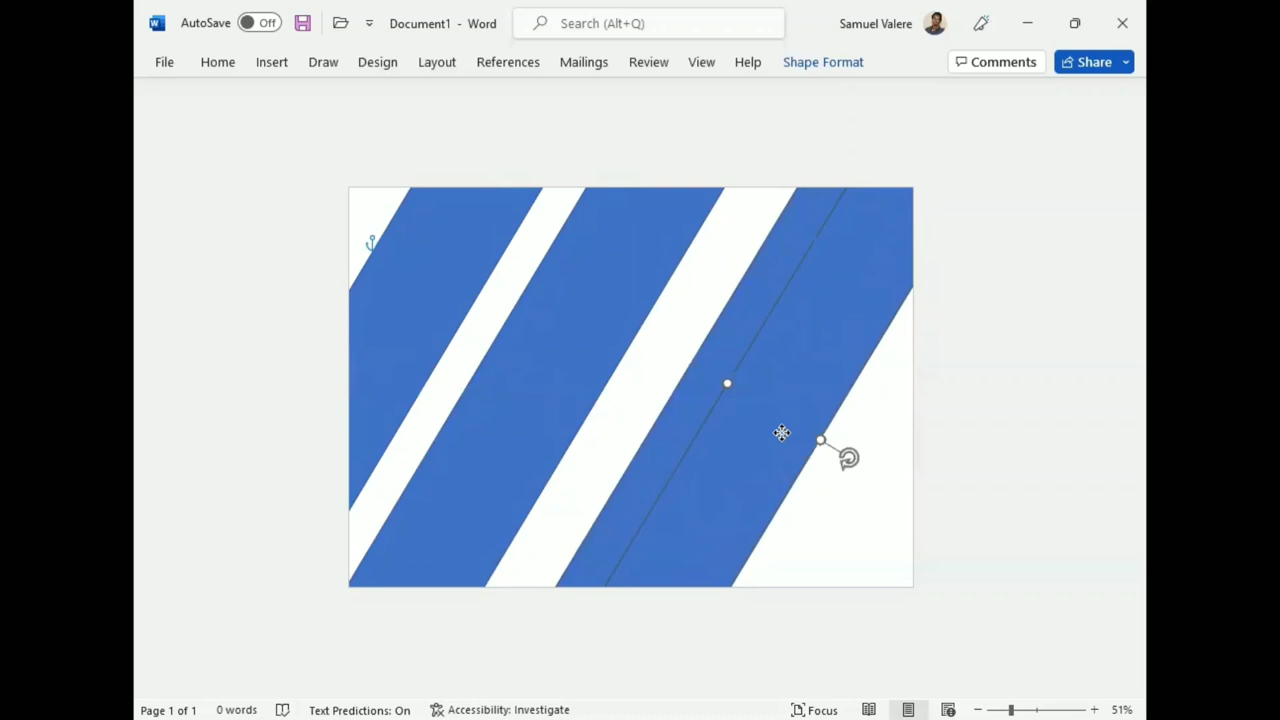 AutoSave Off Document1 - Word Search (Alt+Q) Samuel Valere
File Home Insert Draw Design Layout References Mailings Review View Help Shape Format Comments Share
Page 1 of 1 0 words Text Predictions: On Accessibility: Investigate Focus 51%